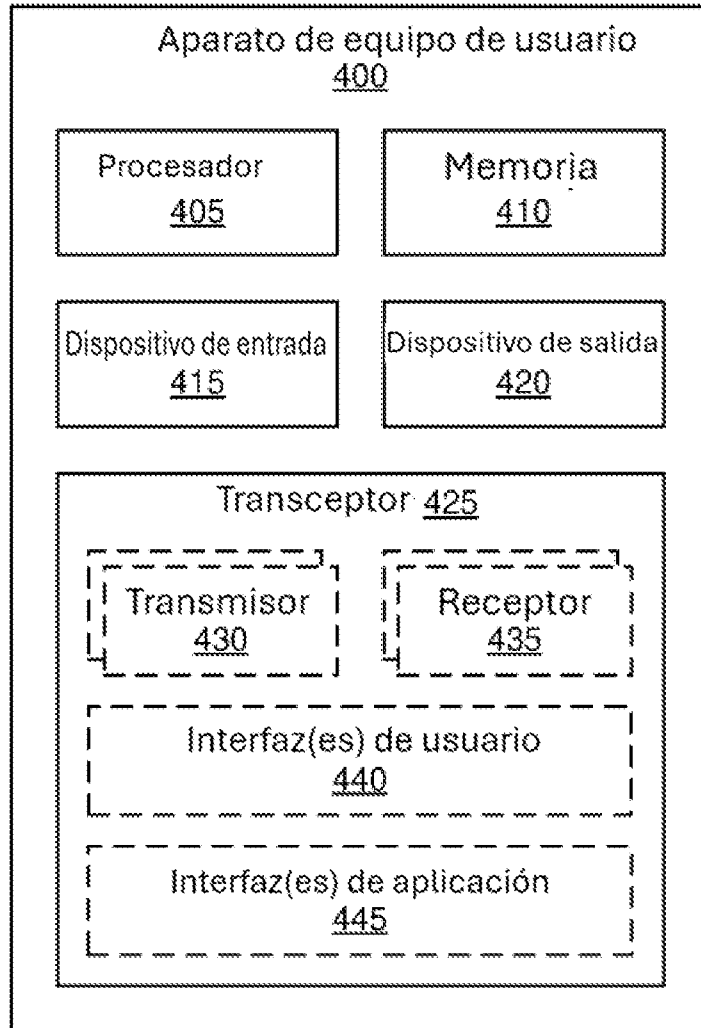 Aparato de equipo de usuario
400
Procesador
405
Memoria
410
Dispositivo de entrada
415
Dispositivo de salida
420
Transceptor 425
Transmisor
430
Receptor
435
Interfaz(es) de usuario
440
Interfaz(es) de aplicación
445